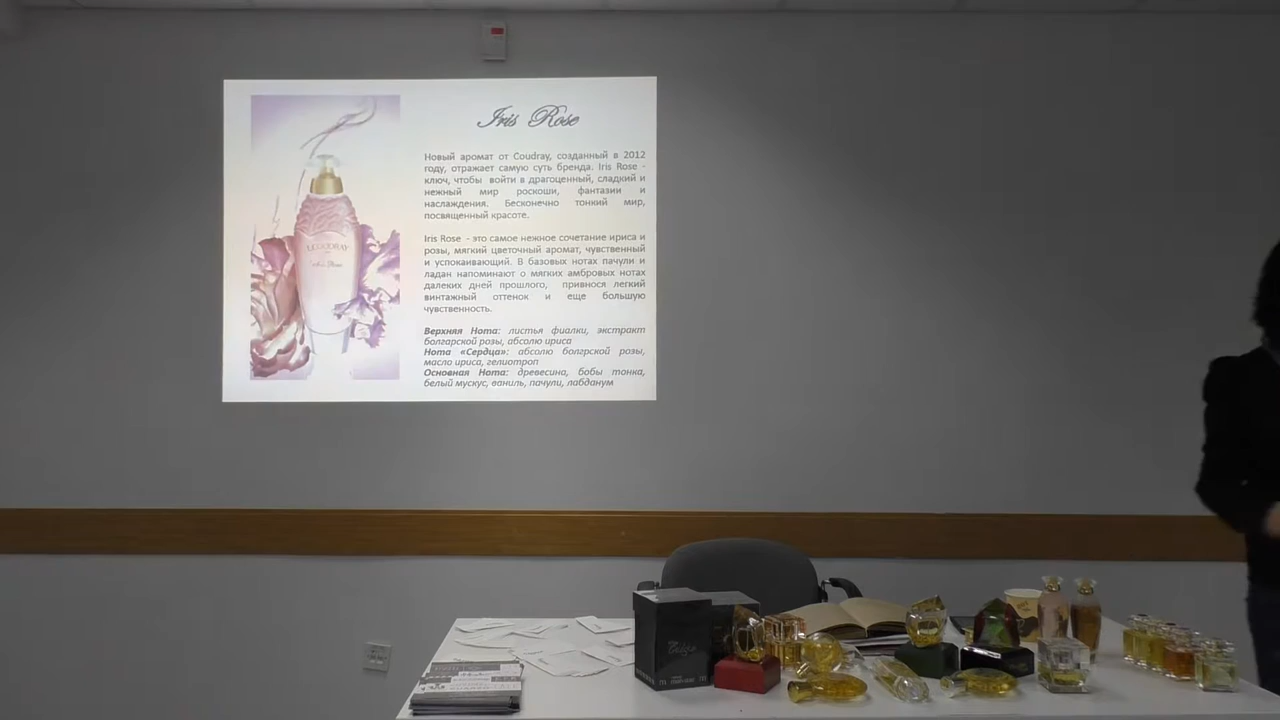 Iris Rose
Новый аромат от Coudray, созданный в 2012
году, отражает самую суть бренда. Iris Rose -
ключ, чтобы войти в драгоценный, сладкий и
нежный мир роскоши, фантазии и
наслаждения. Бесконечно тонкий мир,
посвященный красоте.
Iris Rose - это самое нежное сочетание ириса и
розы, мягкий цветочный аромат, чувственный
и успокаивающий. В базовых нотах пачули и
ладан напоминают о мягких амбровых нотах
далеких дней прошлого, привнося легкий
винтажный оттенок и еще большую
чувственность.
Верхняя Нота: листья фиалки, экстракт
болгарской розы, абсолю ириса
Нота «Сердца»: абсолю болгрской розы,
масло ириса, гелиотроп
Основная Нота: древесина, бобы тонка,
белый мускус, ваниль, пачули, лабданум
E.COUDRAY
Iris Rose